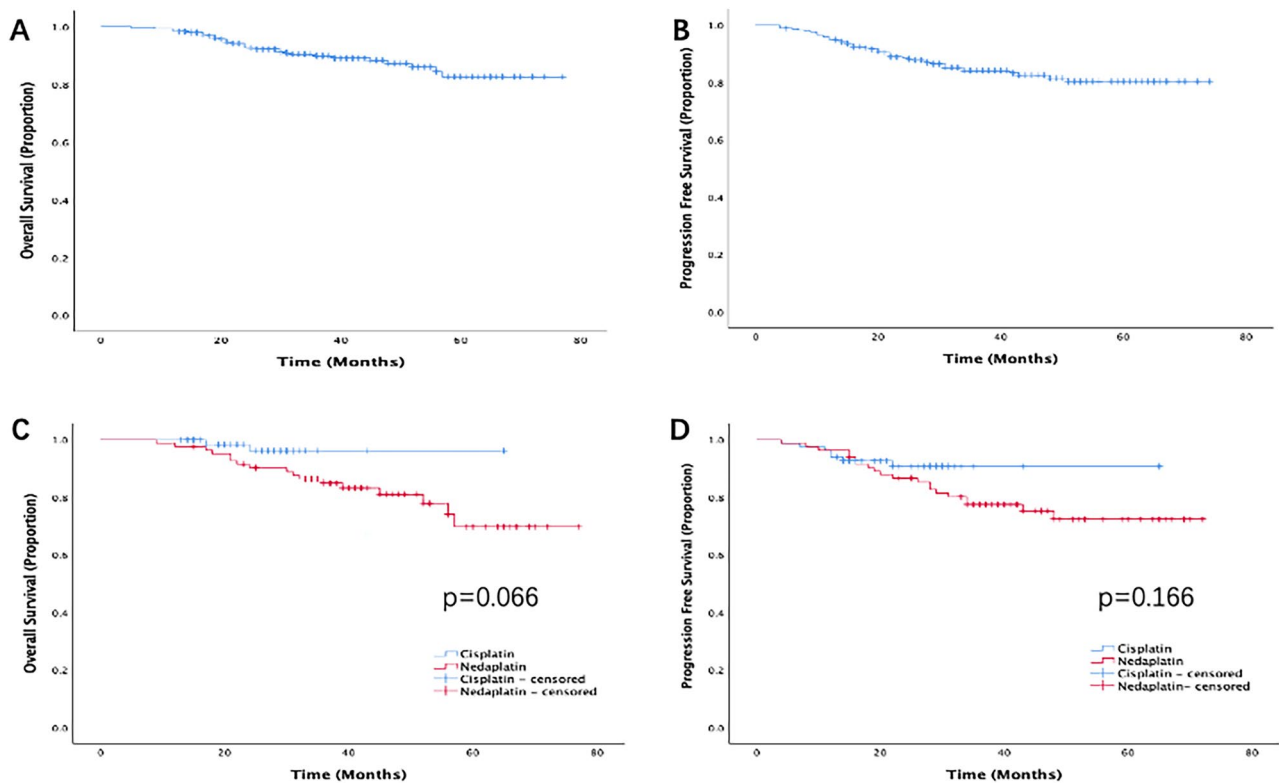 A
Overall Survival (Proportion)
1.0
0.8
0.6
0.4
0.2
0.0
0
20
40
60
80
Time (Months)
B
Progression Free Survival (Proportion)
1.0
0.8
0.6
0.4
0.2
0.0
0
20
40
60
80
Time (Months)
C
Overall Survival (Proportion)
1.0
0.8
0.6
0.4
0.2
0.0
p=0.066
Cisplatin
Nedaplatin
Cisplatin - censored
Nedaplatin - censored
0
20
40
60
80
Time (Months)
D
Progression Free Survival (Proportion)
1.0
0.8
0.6
0.4
0.2
0.0
p=0.166
Cisplatin
Nedaplatin
Cisplatin - censored
Nedaplatin- censored
0
20
40
60
80
Time (Months)